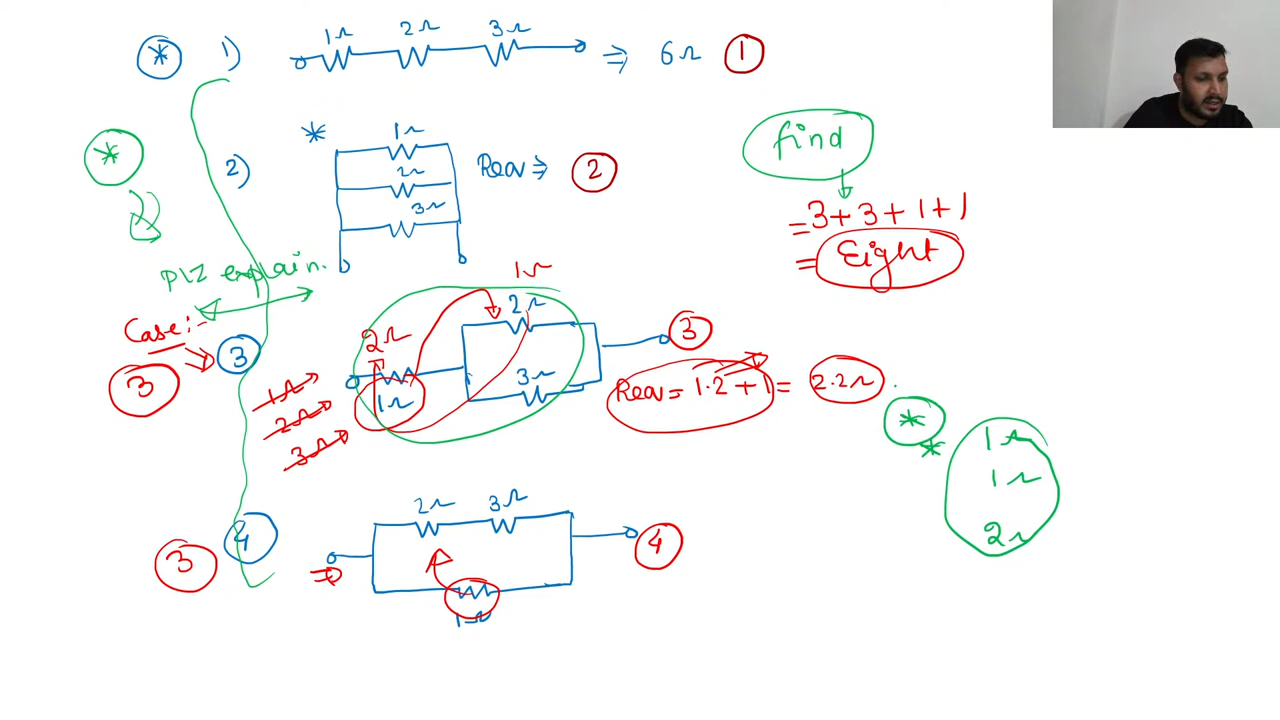 * 1) 1Ω 2Ω 3Ω ⇒ 6Ω 1
* 2) * 1Ω
2Ω
3Ω
Req ⇒ 2
find
= 3+3+1+1
= Eight
Plz explain.
Case:-
3 3
1Ω
2Ω
3Ω
2Ω
1Ω
1Ω
2Ω
3Ω
3
Req = 1.2 + 1 = 2.2Ω.
*
* 1Ω
1Ω
2Ω
3 4
2Ω 3Ω
1Ω
4